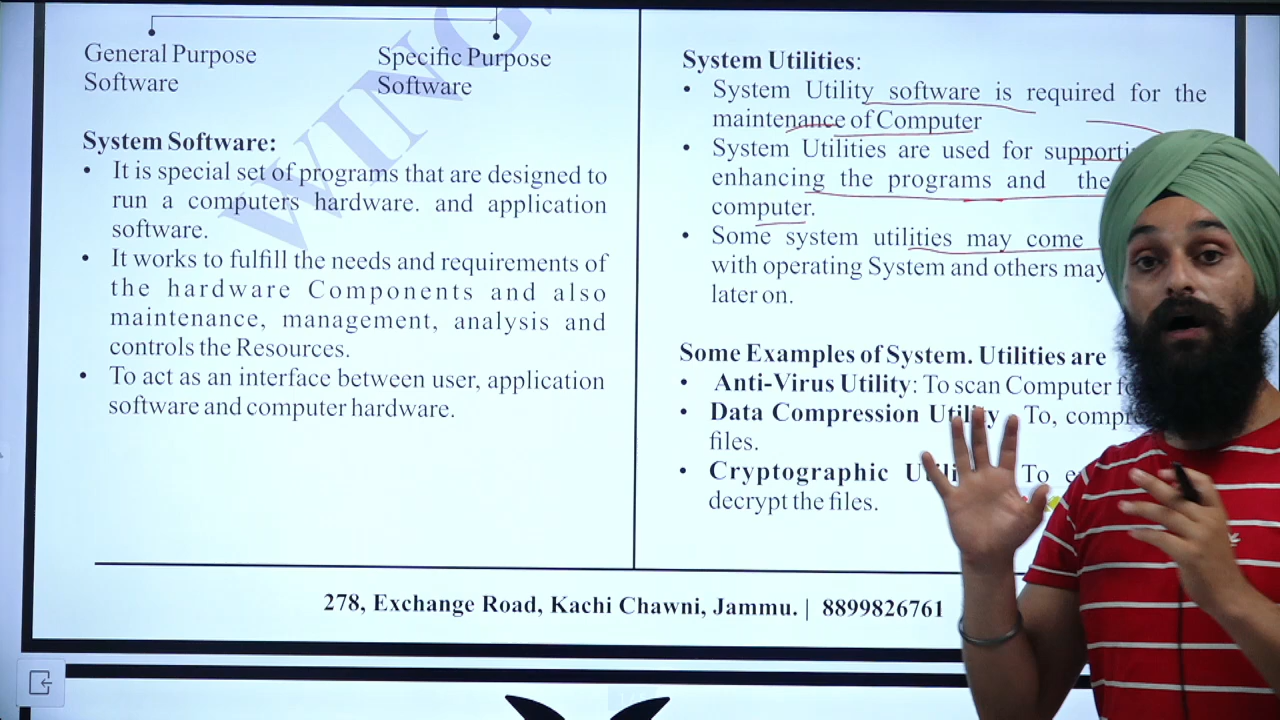 General Purpose
Software
Specific Purpose
Software
System Software:
• It is special set of programs that are designed to
run a computers hardware. and application
software.
• It works to fulfill the needs and requirements of
the hardware Components and also
maintenance, management, analysis and
controls the Resources.
• To act as an interface between user, application
software and computer hardware.
System Utilities:
• System Utility software is required for the
maintenance of Computer
• System Utilities are used for
enhancing the programs and the
computer.
• Some system utilities may come
with operating System and others may
later on.
Some Examples of System. Utilities are
• Anti-Virus Utility: To scan Computer
• Data Compression Utility To,
files.
• Cryptographic To
decrypt the files.
278, Exchange Road, Kachi Chawni, Jammu. | 8899826761